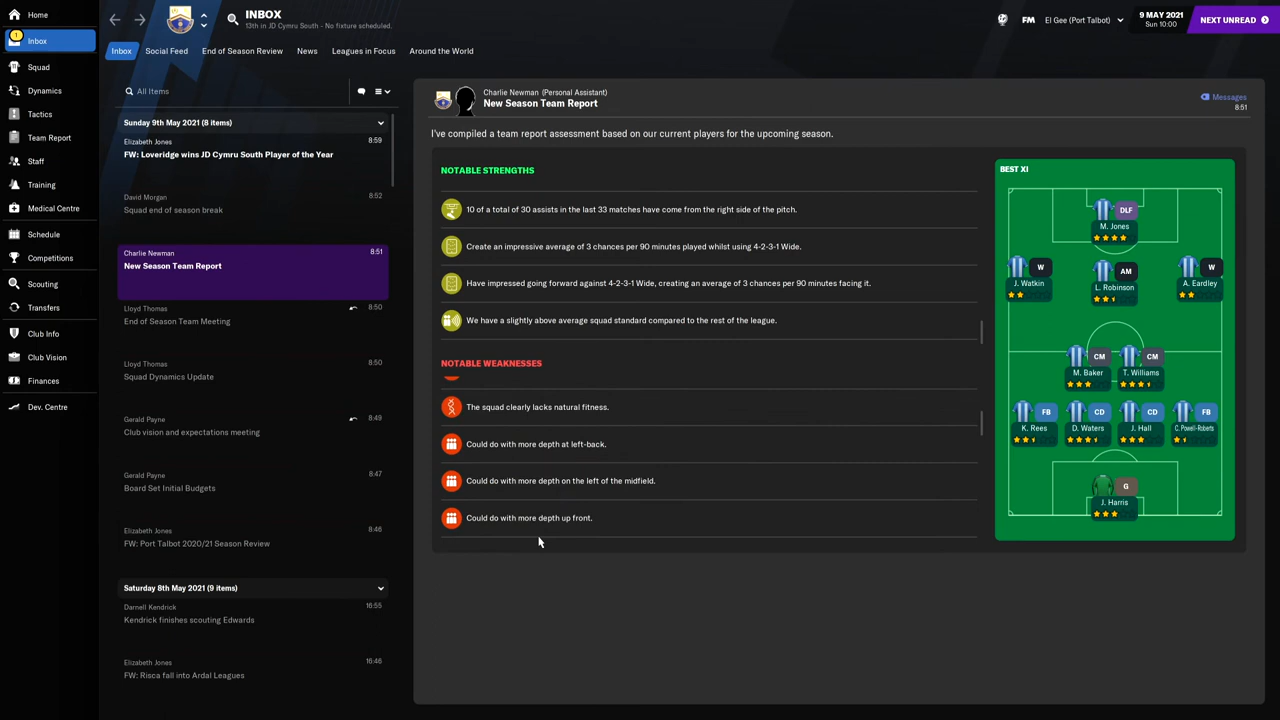 Home
INBOX
13th in JD Cymru South - No fixture scheduled.
FM
El Gee (Port Talbot)
9 MAY 2021
Sun 10:00
NEXT UNREAD
1
Inbox
Squad
Dynamics
Tactics
Team Report
Staff
Training
Medical Centre
Schedule
Competitions
Scouting
Transfers
Club Info
Club Vision
Finances
Dev. Centre
Inbox
Social Feed
End of Season Review
News
Leagues in Focus
Around the World
All Items
Sunday 9th May 2021 (8 items)
Elizabeth Jones
8:59
FW: Loveridge wins JD Cymru South Player of the Year
David Morgan
8:52
Squad end of season break
Charlie Newman
8:51
New Season Team Report
Lloyd Thomas
8:50
End of Season Team Meeting
Lloyd Thomas
8:50
Squad Dynamics Update
Gerald Payne
8:49
Club vision and expectations meeting
Gerald Payne
8:47
Board Set Initial Budgets
Elizabeth Jones
8:46
FW: Port Talbot 2020/21 Season Review
Saturday 8th May 2021 (9 items)
Darnell Kendrick
16:55
Kendrick finishes scouting Edwards
Elizabeth Jones
16:46
FW: Risca fall into Ardal Leagues
Charlie Newman (Personal Assistant)
New Season Team Report
Messages
8:51
I've compiled a team report assessment based on our current players for the upcoming season.
NOTABLE STRENGTHS
10 of a total of 30 assists in the last 33 matches have come from the right side of the pitch.
Create an impressive average of 3 chances per 90 minutes played whilst using 4-2-3-1 Wide.
Have impressed going forward against 4-2-3-1 Wide, creating an average of 3 chances per 90 minutes facing it.
We have a slightly above average squad standard compared to the rest of the league.
NOTABLE WEAKNESSES
The squad clearly lacks natural fitness.
Could do with more depth at left-back.
Could do with more depth on the left of the midfield.
Could do with more depth up front.
BEST XI
DLF
M. Jones
W
J. Watkin
AM
L. Robinson
W
A. Eardley
CM
M. Baker
CM
T. Williams
FB
K. Rees
CD
D. Waters
CD
J. Hall
FB
C. Powell-Roberts
G
J. Harris